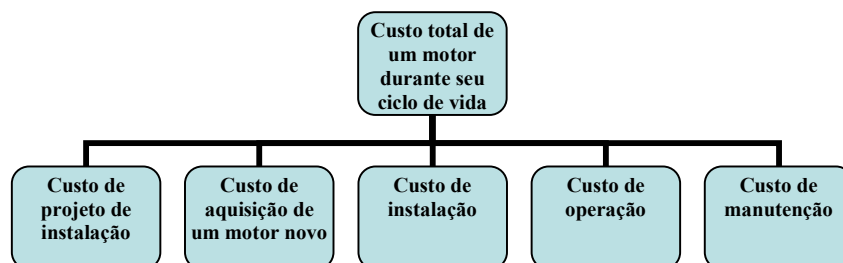 Custo total de
um motor
durante seu
ciclo de vida
Custo de
projeto de
instalação
Custo de
aquisição de
um motor novo
Custo de
instalação
Custo de
operação
Custo de
manutenção